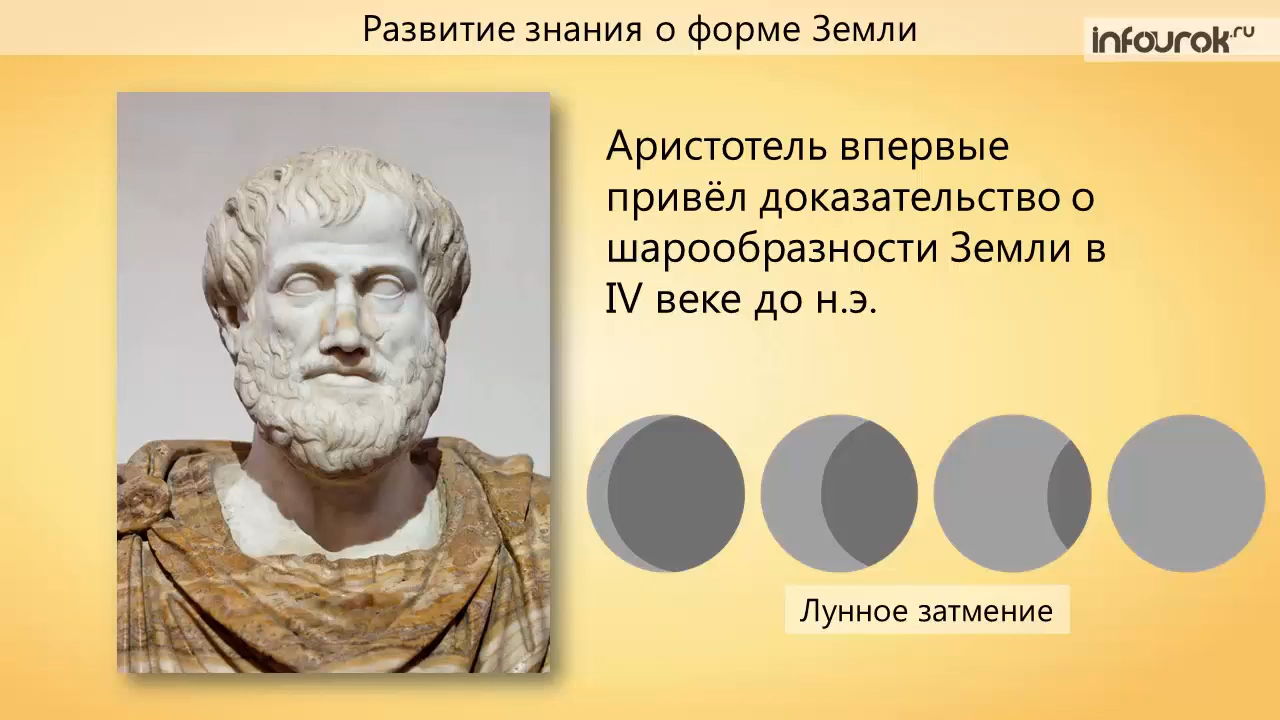 Развитие знания о форме Земли
infourok.ru
Аристотель впервые
привёл доказательство о
шарообразности Земли в
IV веке до н.э.
Лунное затмение